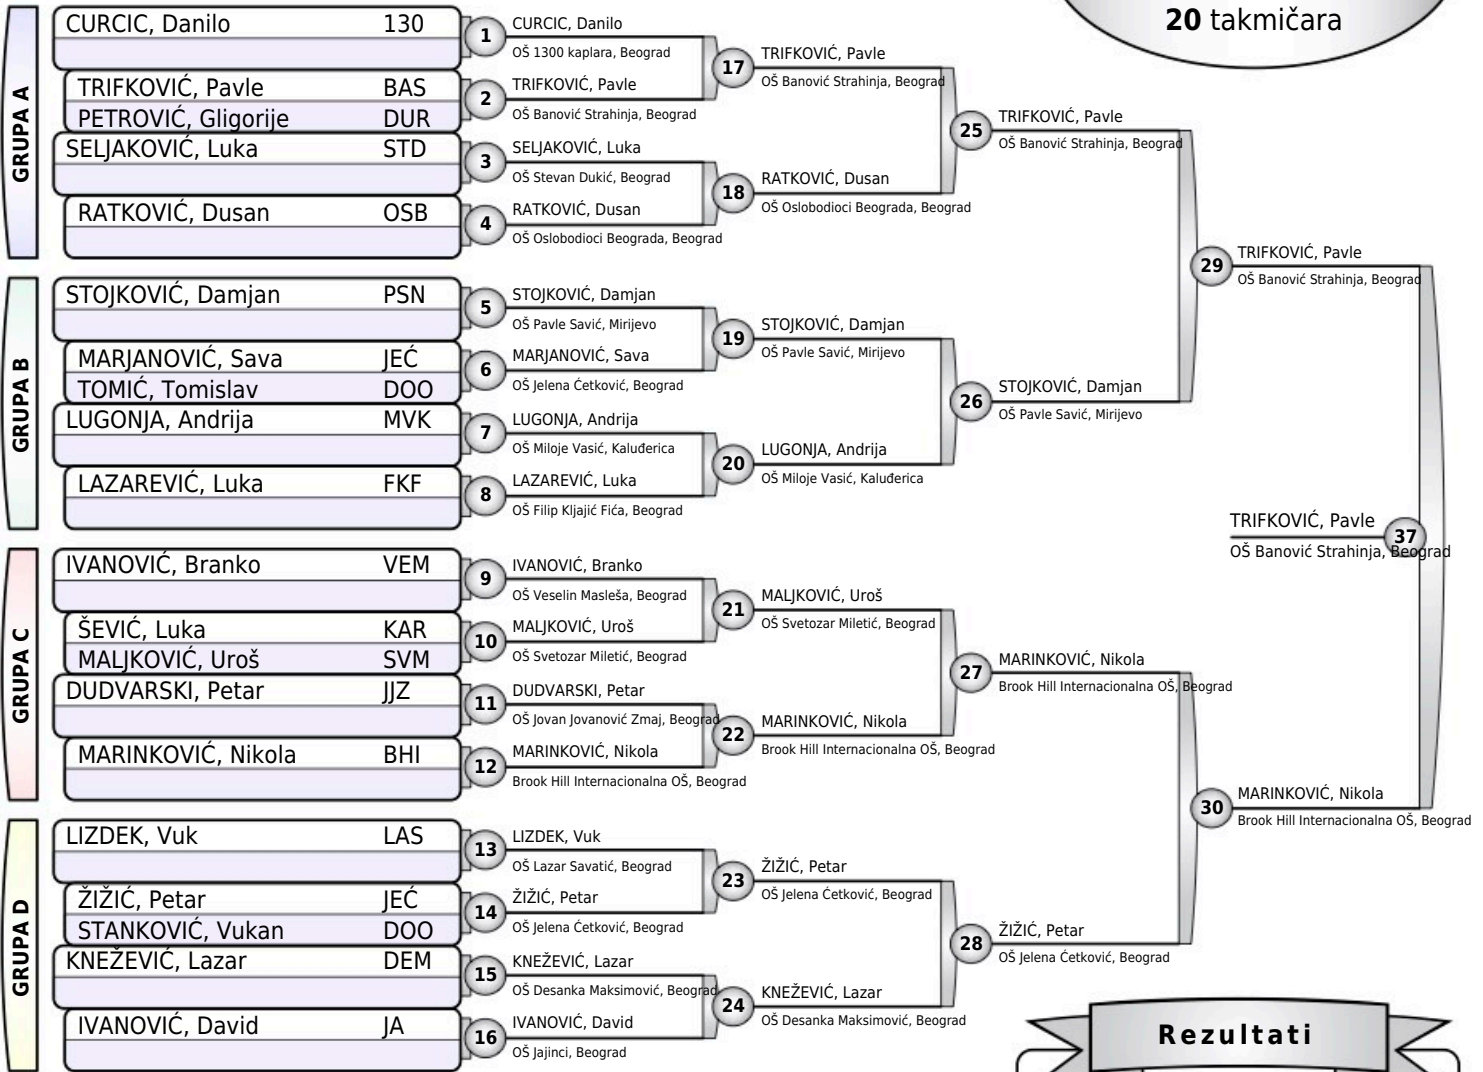 20 takmičara
GRUPA A
CURCIC, Danilo 130
TRIFKOVIĆ, Pavle BAS
PETROVIĆ, Gligorije DUR
SELJAKOVIĆ, Luka STD
RATKOVIĆ, Dusan OSB
GRUPA B
STOJKOVIĆ, Damjan PSN
MARJANOVIĆ, Sava JEĆ
TOMIĆ, Tomislav DOO
LUGONJA, Andrija MVK
LAZAREVIĆ, Luka FKF
GRUPA C
IVANOVIĆ, Branko VEM
ŠEVIĆ, Luka KAR
MALJKOVIĆ, Uroš SVM
DUDVARSKI, Petar JJZ
MARINKOVIĆ, Nikola BHI
GRUPA D
LIZDEK, Vuk LAS
ŽIŽIĆ, Petar JEĆ
STANKOVIĆ, Vukan DOO
KNEŽEVIĆ, Lazar DEM
IVANOVIĆ, David JA
1 CURCIC, Danilo
OŠ 1300 kaplara, Beograd
2 TRIFKOVIĆ, Pavle
OŠ Banović Strahinja, Beograd
3 SELJAKOVIĆ, Luka
OŠ Stevan Dukić, Beograd
4 RATKOVIĆ, Dusan
OŠ Oslobodioci Beograda, Beograd
5 STOJKOVIĆ, Damjan
OŠ Pavle Savić, Mirijevo
6 MARJANOVIĆ, Sava
OŠ Jelena Ćetković, Beograd
7 LUGONJA, Andrija
OŠ Miloje Vasić, Kaluđerica
8 LAZAREVIĆ, Luka
OŠ Filip Kljajić Fića, Beograd
9 IVANOVIĆ, Branko
OŠ Veselin Masleša, Beograd
10 MALJKOVIĆ, Uroš
OŠ Svetozar Miletić, Beograd
11 DUDVARSKI, Petar
OŠ Jovan Jovanović Zmaj, Beograd
12 MARINKOVIĆ, Nikola
Brook Hill Internacionalna OŠ, Beograd
13 LIZDEK, Vuk
OŠ Lazar Savatić, Beograd
14 ŽIŽIĆ, Petar
OŠ Jelena Ćetković, Beograd
15 KNEŽEVIĆ, Lazar
OŠ Desanka Maksimović, Beograd
16 IVANOVIĆ, David
OŠ Jajinci, Beograd
17 TRIFKOVIĆ, Pavle
OŠ Banović Strahinja, Beograd
18 RATKOVIĆ, Dusan
OŠ Oslobodioci Beograda, Beograd
19 STOJKOVIĆ, Damjan
OŠ Pavle Savić, Mirijevo
20 LUGONJA, Andrija
OŠ Miloje Vasić, Kaluđerica
21 MALJKOVIĆ, Uroš
OŠ Svetozar Miletić, Beograd
22 MARINKOVIĆ, Nikola
Brook Hill Internacionalna OŠ, Beograd
23 ŽIŽIĆ, Petar
OŠ Jelena Ćetković, Beograd
24 KNEŽEVIĆ, Lazar
OŠ Desanka Maksimović, Beograd
25 TRIFKOVIĆ, Pavle
OŠ Banović Strahinja, Beograd
26 STOJKOVIĆ, Damjan
OŠ Pavle Savić, Mirijevo
27 MARINKOVIĆ, Nikola
Brook Hill Internacionalna OŠ, Beograd
28 ŽIŽIĆ, Petar
OŠ Jelena Ćetković, Beograd
29 TRIFKOVIĆ, Pavle
OŠ Banović Strahinja, Beograd
30 MARINKOVIĆ, Nikola
Brook Hill Internacionalna OŠ, Beograd
TRIFKOVIĆ, Pavle 37
OŠ Banović Strahinja, Beograd
Rezultati